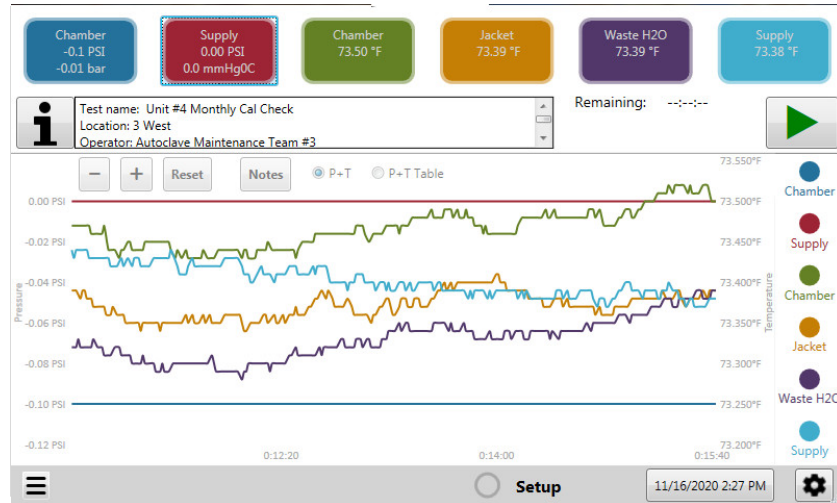 Chamber
-0.1 PSI
-0.01 bar
Supply
0.00 PSI
0.0 mmHg0C
Chamber
73.50 °F
Jacket
73.39 °F
Waste H2O
73.39 °F
Supply
73.38 °F
Test name: Unit #4 Monthly Cal Check
Location: 3 West
Operator: Autoclave Maintenance Team #3
Remaining: --:--:--
− + Reset Notes P+T P+T Table
0.00 PSI
-0.02 PSI
-0.04 PSI
-0.06 PSI
-0.08 PSI
-0.10 PSI
-0.12 PSI
Pressure
73.550°F
73.500°F
73.450°F
73.400°F
73.350°F
73.300°F
73.250°F
73.200°F
Temperature
0:12:20 0:14:00 0:15:40
Chamber
Supply
Chamber
Jacket
Waste H2O
Supply
Setup
11/16/2020 2:27 PM